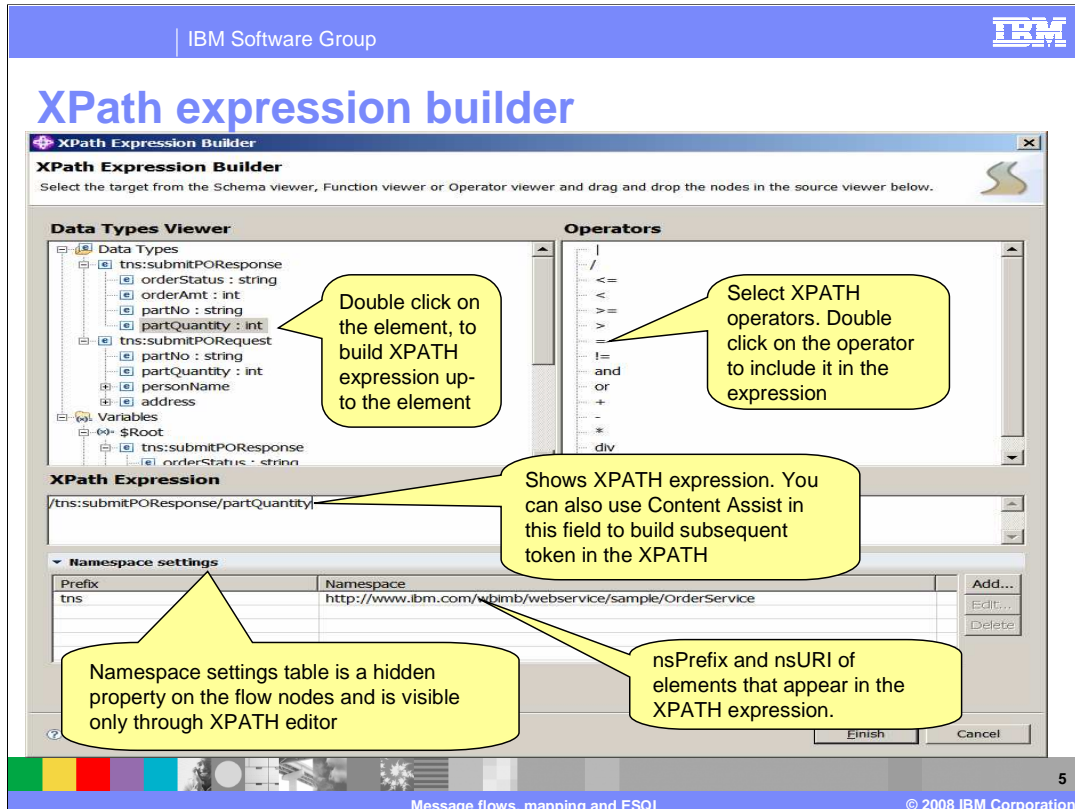 IBM Software Group
IBM
XPath expression builder
XPath Expression Builder
XPath Expression Builder
Select the target from the Schema viewer, Function viewer or Operator viewer and drag and drop the nodes in the source viewer below.
Data Types Viewer
Data Types
tns:submitPOResponse
orderStatus : string
orderAmt : int
partNo : string
partQuantity : int
tns:submitPORequest
partNo : string
partQuantity : int
personName
address
Variables
$Root
tns:submitPOResponse
orderStatus : string
Double click on
the element, to
build XPATH
expression up-
to the element
Operators
|
/
<=
<
>=
>
=
!=
and
or
+
-
*
div
Select XPATH
operators. Double
click on the operator
to include it in the
expression
XPath Expression
/tns:submitPOResponse/partQuantity
Shows XPATH expression. You
can also use Content Assist in
this field to build subsequent
token in the XPATH
Namespace settings
Prefix Namespace
tns http://www.ibm.com/wbimb/webservice/sample/OrderService
Add...
Edit...
Delete
Namespace settings table is a hidden
property on the flow nodes and is visible
only through XPATH editor
nsPrefix and nsURI of
elements that appear in the
XPATH expression.
?
Finish Cancel
5
Message flows, mapping and ESQL
© 2008 IBM Corporation